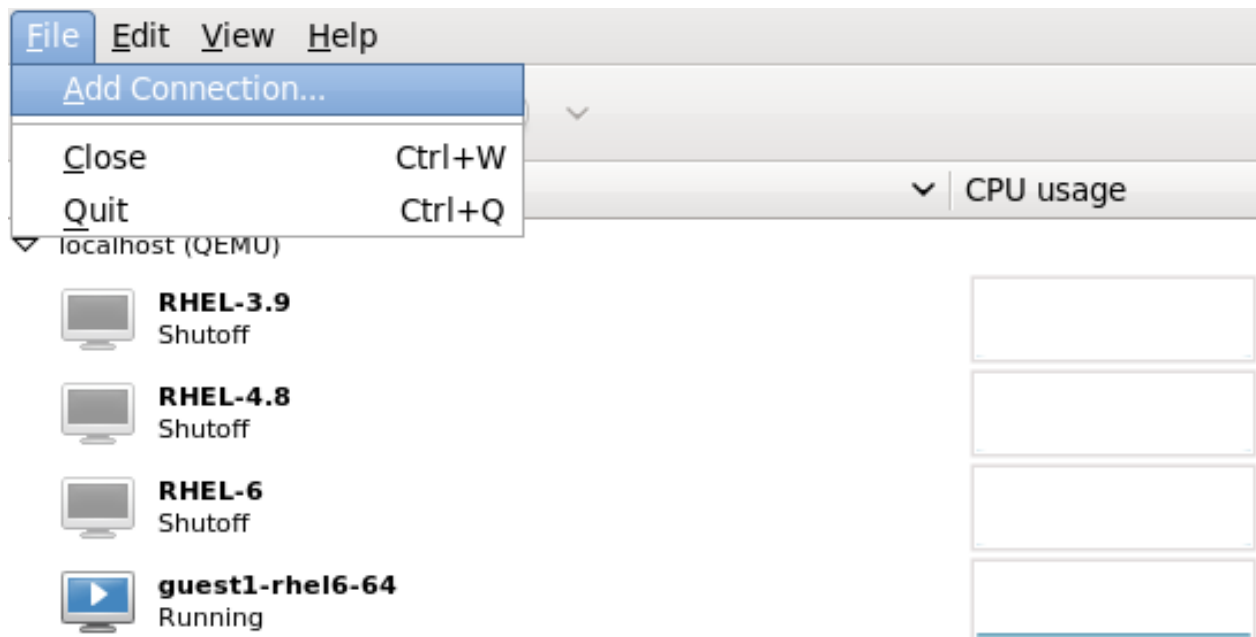 File Edit View Help
Add Connection...
Close Ctrl+W
Quit Ctrl+Q
CPU usage
localhost (QEMU)
RHEL-3.9
Shutoff
RHEL-4.8
Shutoff
RHEL-6
Shutoff
guest1-rhel6-64
Running